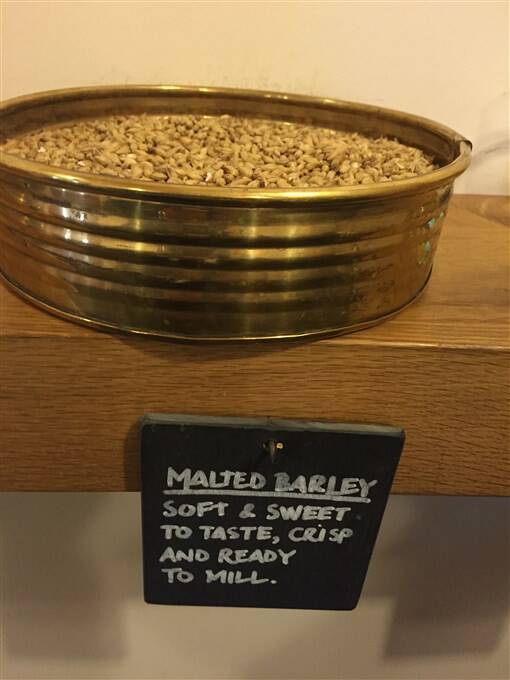 MALTED BARLEY
SOFT & SWEET
TO TASTE, CRISP
AND READY
TO MILL.